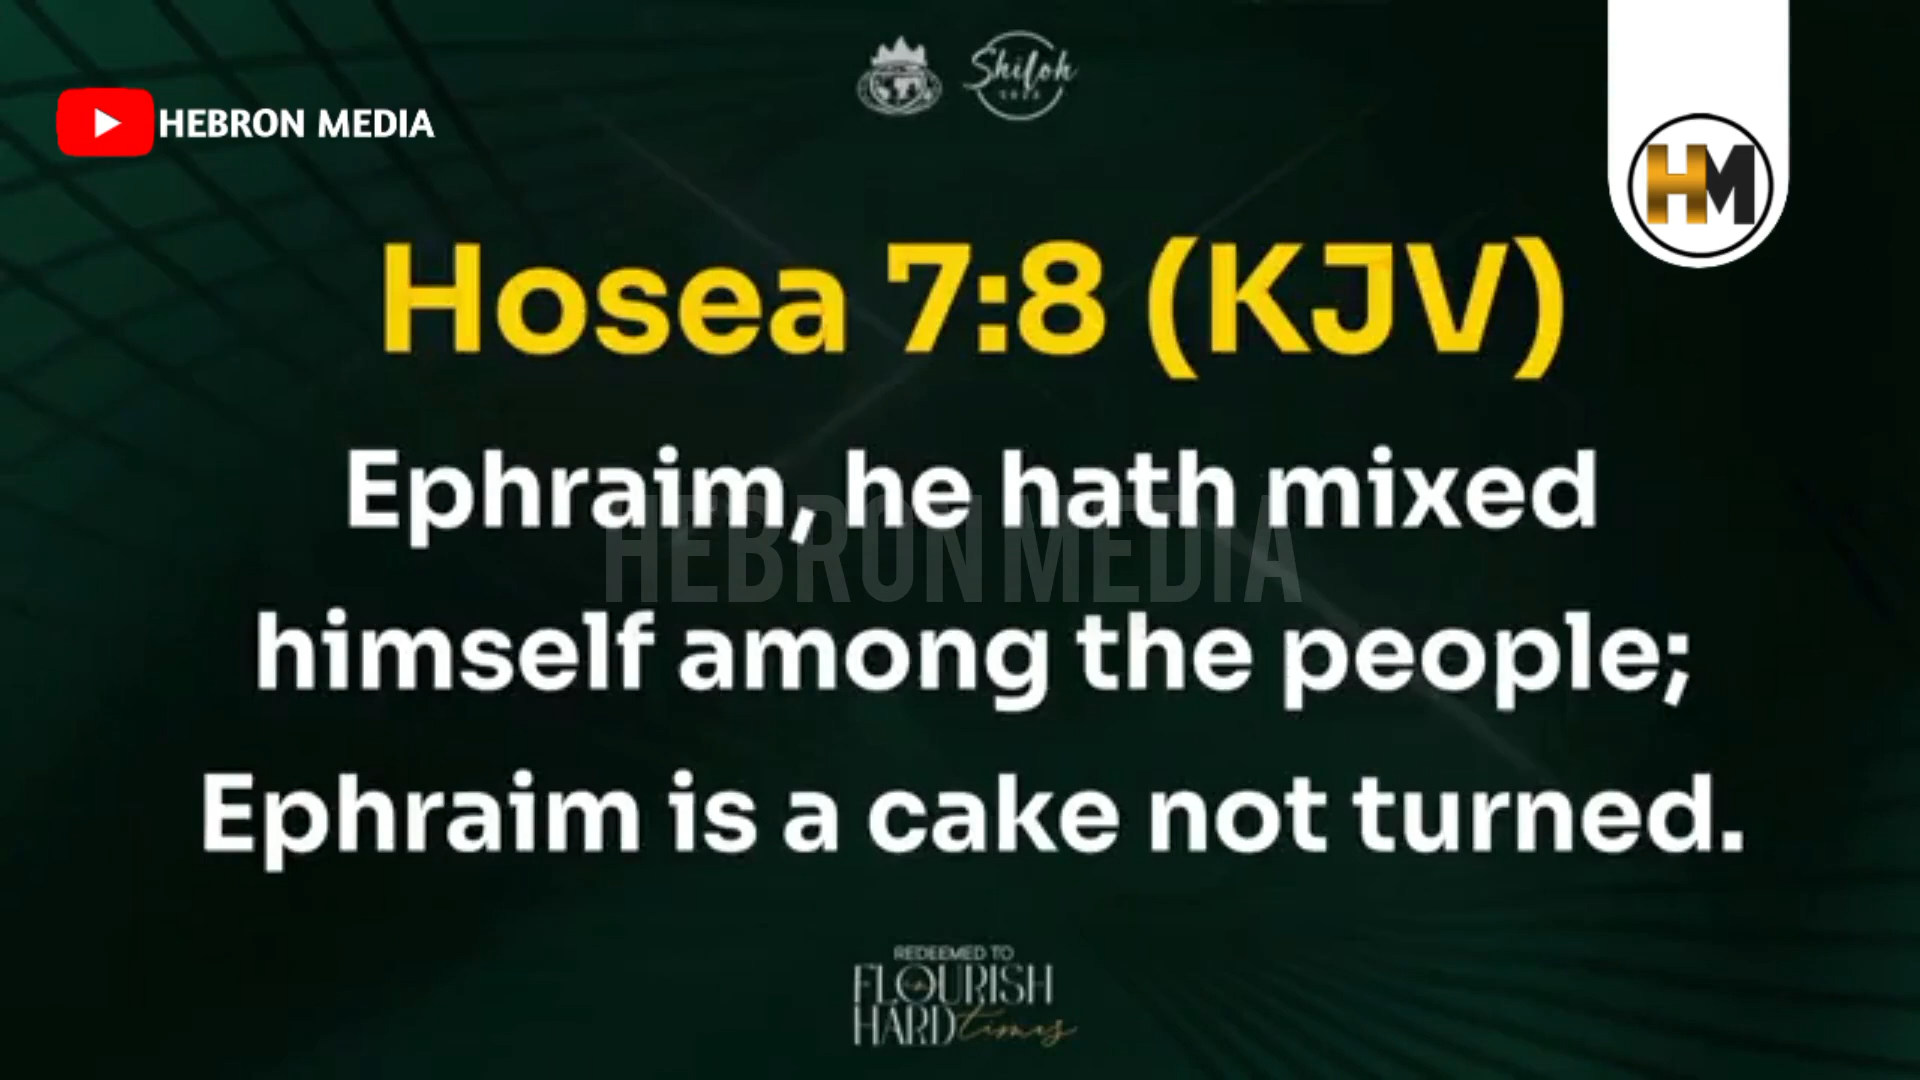 Shiloh
HEBRON MEDIA
HM
Hosea 7:8 (KJV)
Ephraim, he hath mixed
HEBRON MEDIA
himself among the people;
Ephraim is a cake not turned.
REDEEMED TO
FLOURISH
in
HARD times